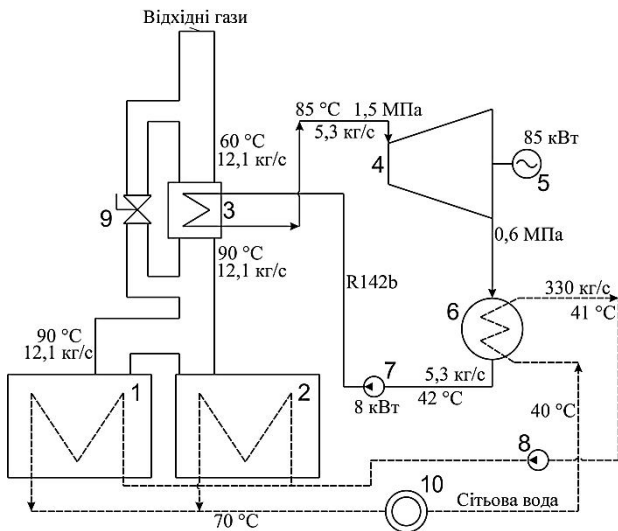 Відхідні гази
85 °C 1,5 МПа
5,3 кг/с
60 °C
12,1 кг/с
4
85 кВт
5
9
3
90 °C
12,1 кг/с
0,6 МПа
R142b
6
330 кг/с
41 °C
90 °C
12,1 кг/с
7
5,3 кг/с
8 кВт
42 °C
40 °C
1
2
8
10
70 °C
Сітьова вода